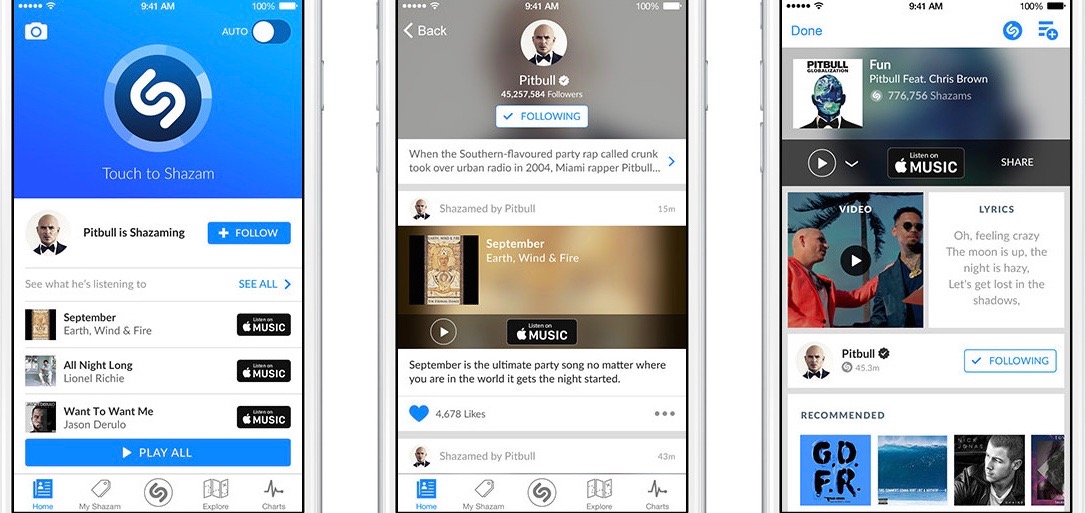 9:41 AM
100%
AUTO
Touch to Shazam
Pitbull is Shazaming
+ FOLLOW
See what he's listening to
SEE ALL
September
Earth, Wind & Fire
Listen on
MUSIC
All Night Long
Lionel Richie
Listen on
MUSIC
Want To Want Me
Jason Derulo
Listen on
MUSIC
PLAY ALL
Home
My Shazam
Explore
Charts
9:41 AM
100%
Back
Pitbull
45,257,584 Followers
FOLLOWING
When the Southern-flavoured party rap called crunk
took over urban radio in 2004, Miami rapper Pitbull...
Shazamed by Pitbull
15m
September
Earth, Wind & Fire
Listen on
MUSIC
September is the ultimate party song no matter where
you are in the world it gets the night started.
4,678 Likes
Shazamed by Pitbull
43m
Home
My Shazam
Explore
Charts
9:41 AM
100%
Done
PITBULL
GLOBALIZATION
Fun
Pitbull Feat. Chris Brown
776,756 Shazams
Listen on
MUSIC
SHARE
VIDEO
LYRICS
Oh, feeling crazy
The moon is up, the
night is hazy,
Let's get lost in the
shadows,
Pitbull
45.3m
FOLLOWING
RECOMMENDED
G.D.
F.R.
NICK JONAS